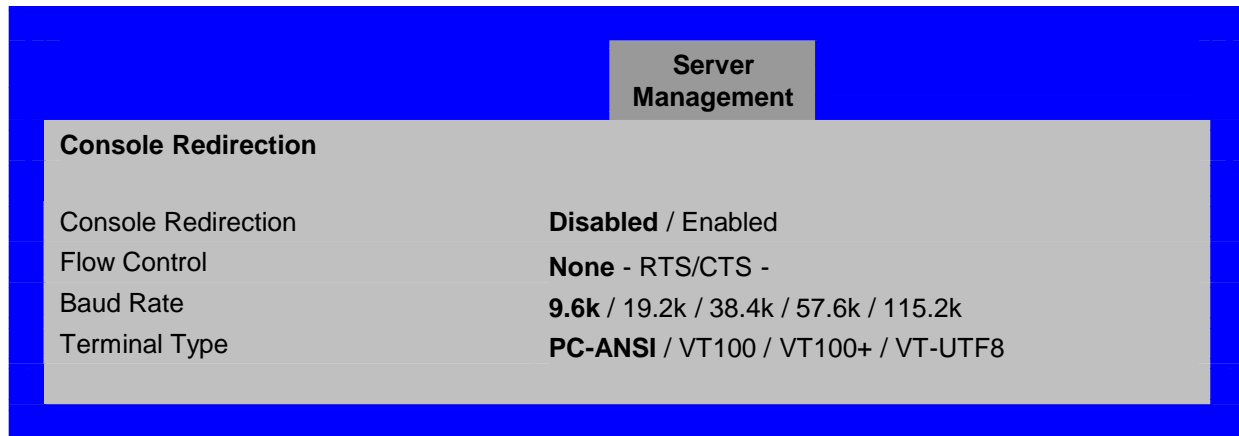 Server
Management
Console Redirection
Console Redirection Disabled / Enabled
Flow Control None - RTS/CTS -
Baud Rate 9.6k / 19.2k / 38.4k / 57.6k / 115.2k
Terminal Type PC-ANSI / VT100 / VT100+ / VT-UTF8